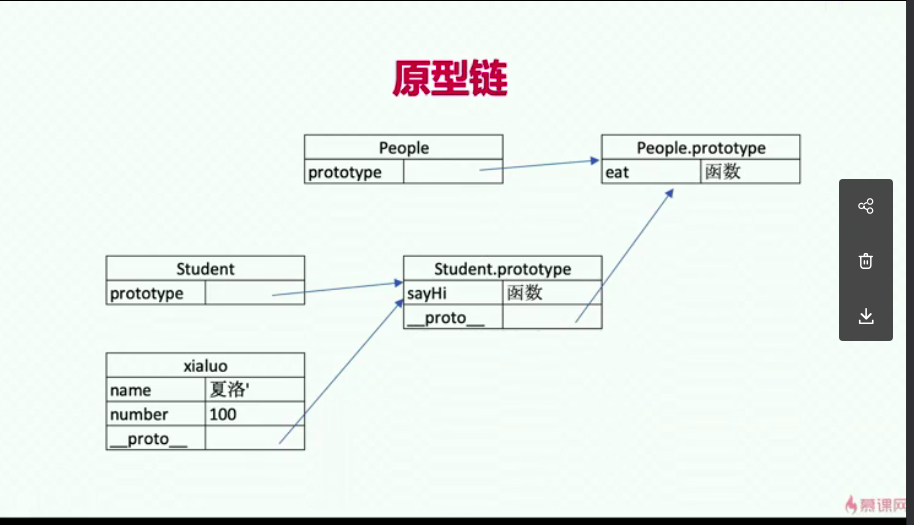 原型链
People
prototype
People.prototype
eat 函数
Student
prototype
Student.prototype
sayHi 函数
__proto__
xialuo
name 夏洛'
number 100
__proto__
慕课网